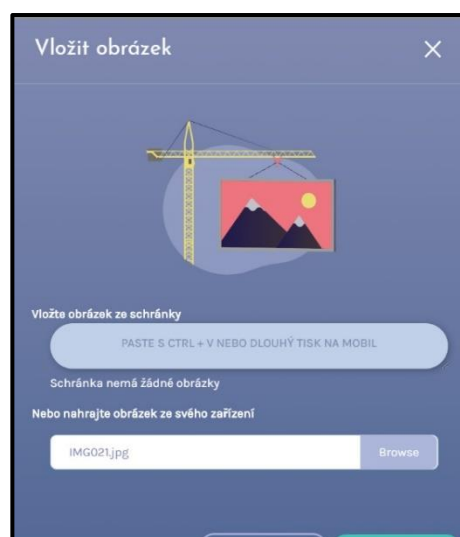 Vložit obrázek
Vložte obrázek ze schránky
PASTE S CTRL + V NEBO DLOUHÝ TISK NA MOBIL
Schránka nemá žádné obrázky
Nebo nahrajte obrázek ze svého zařízení
IMG021.jpg Browse